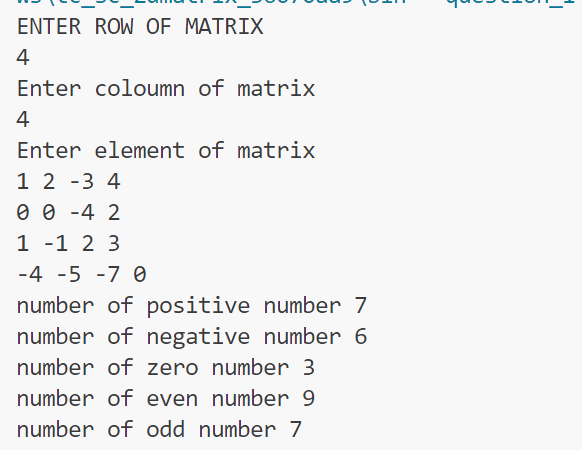 ENTER ROW OF MATRIX
4
Enter coloumn of matrix
4
Enter element of matrix
1 2 -3 4
0 0 -4 2
1 -1 2 3
-4 -5 -7 0
number of positive number 7
number of negative number 6
number of zero number 3
number of even number 9
number of odd number 7